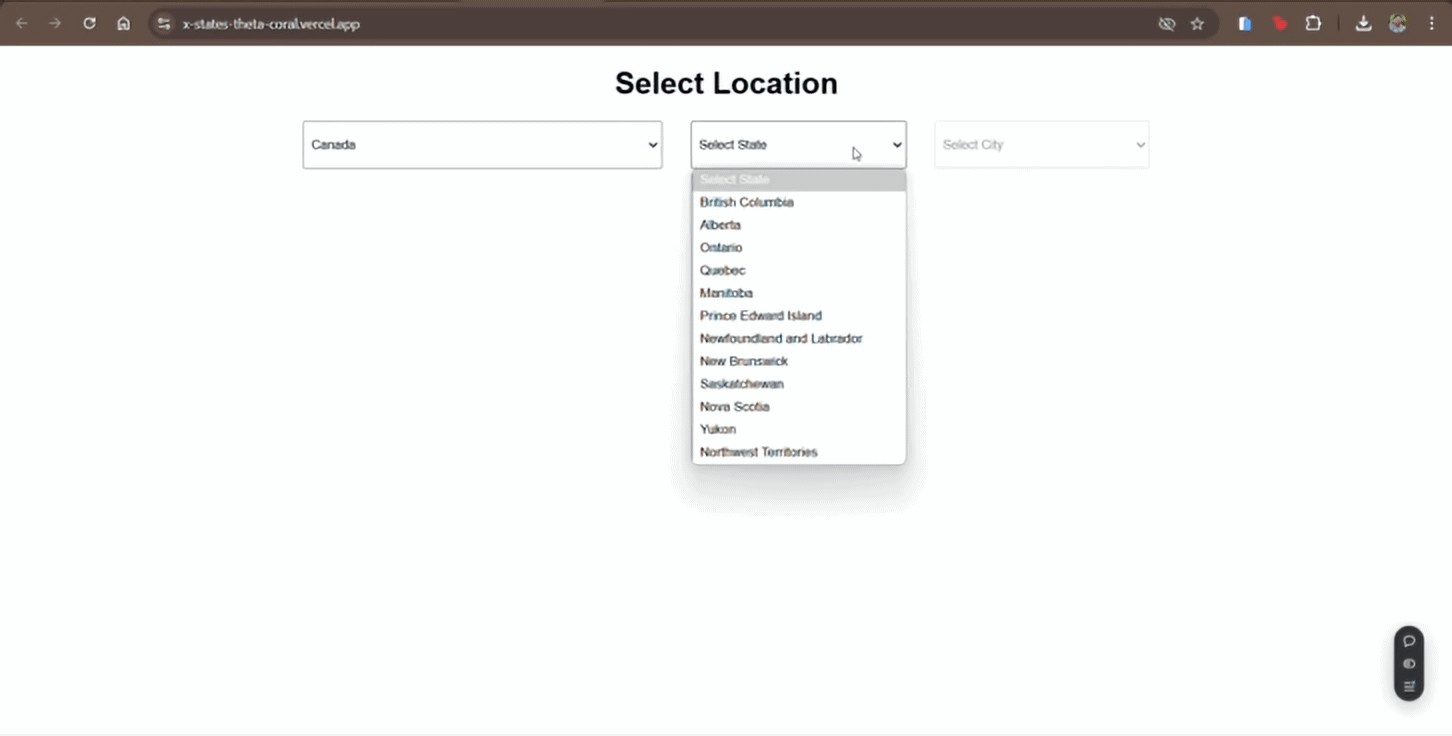 x-states-theta-coral.vercel.app
Select Location
Canada
Select State
Select City
Select State
British Columbia
Alberta
Ontario
Quebec
Manitoba
Prince Edward Island
Newfoundland and Labrador
New Brunswick
Saskatchewan
Nova Scotia
Yukon
Northwest Territories